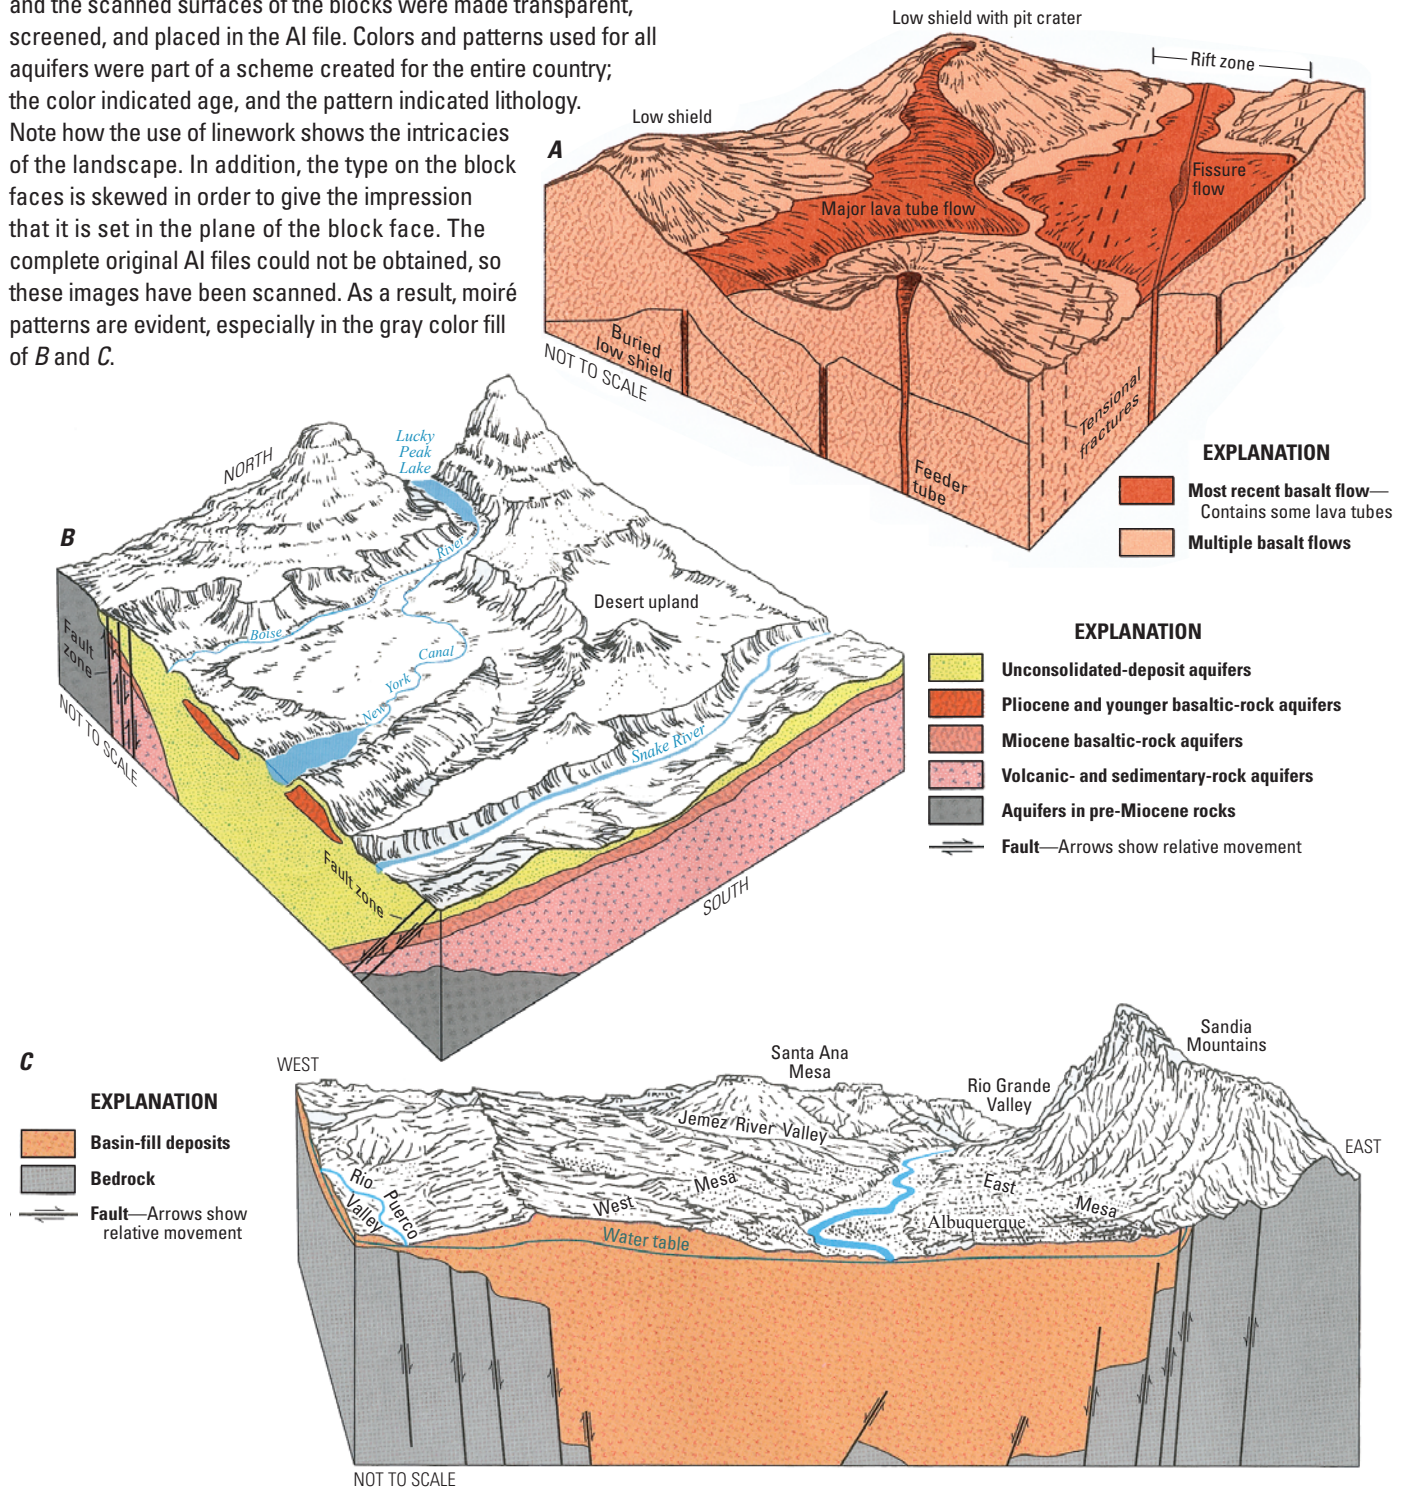 and the scanned surfaces of the blocks were made transparent,
screened, and placed in the AI file. Colors and patterns used for all
aquifers were part of a scheme created for the entire country;
the color indicated age, and the pattern indicated lithology.
Note how the use of linework shows the intricacies
of the landscape. In addition, the type on the block
faces is skewed in order to give the impression
that it is set in the plane of the block face. The
complete original AI files could not be obtained, so
these images have been scanned. As a result, moiré
patterns are evident, especially in the gray color fill
of B and C.
A
Low shield with pit crater
Rift zone
Low shield
Fissure
flow
Major lava tube flow
Buried
low shield
NOT TO SCALE
Tensional
fractures
Feeder
tube
EXPLANATION
Most recent basalt flow—
Contains some lava tubes
Multiple basalt flows
B
NORTH
Lucky
Peak
Lake
River
Boise
Desert upland
Canal
York
New
Snake River
Fault
zone
NOT TO SCALE
Fault zone
SOUTH
EXPLANATION
Unconsolidated-deposit aquifers
Pliocene and younger basaltic-rock aquifers
Miocene basaltic-rock aquifers
Volcanic- and sedimentary-rock aquifers
Aquifers in pre-Miocene rocks
Fault—Arrows show relative movement
C
EXPLANATION
Basin-fill deposits
Bedrock
Fault—Arrows show
relative movement
WEST
Santa Ana
Mesa
Rio Grande
Valley
Sandia
Mountains
EAST
Jemez River Valley
Rio
Puerco
Valley
West
Mesa
East
Mesa
Albuquerque
Water table
NOT TO SCALE